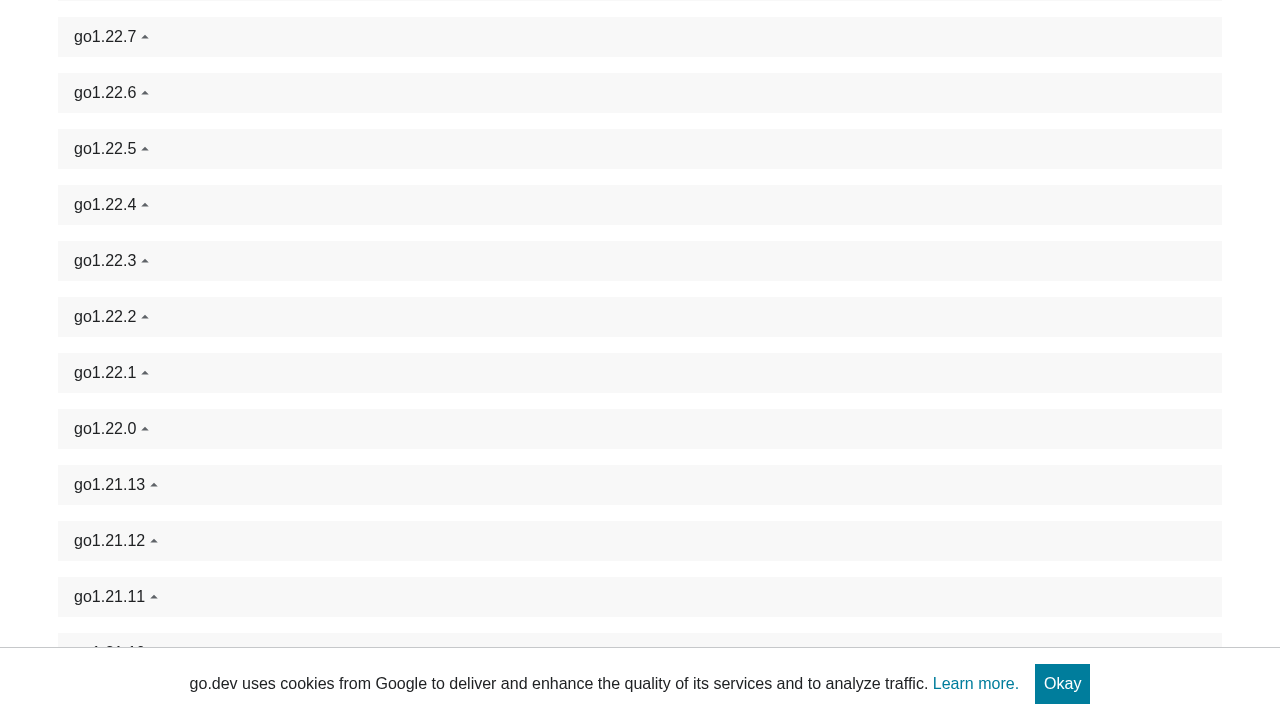 go1.22.7
go1.22.6
go1.22.5
go1.22.4
go1.22.3
go1.22.2
go1.22.1
go1.22.0
go1.21.13
go1.21.12
go1.21.11
go.dev uses cookies from Google to deliver and enhance the quality of its services and to analyze traffic. Learn more. Okay